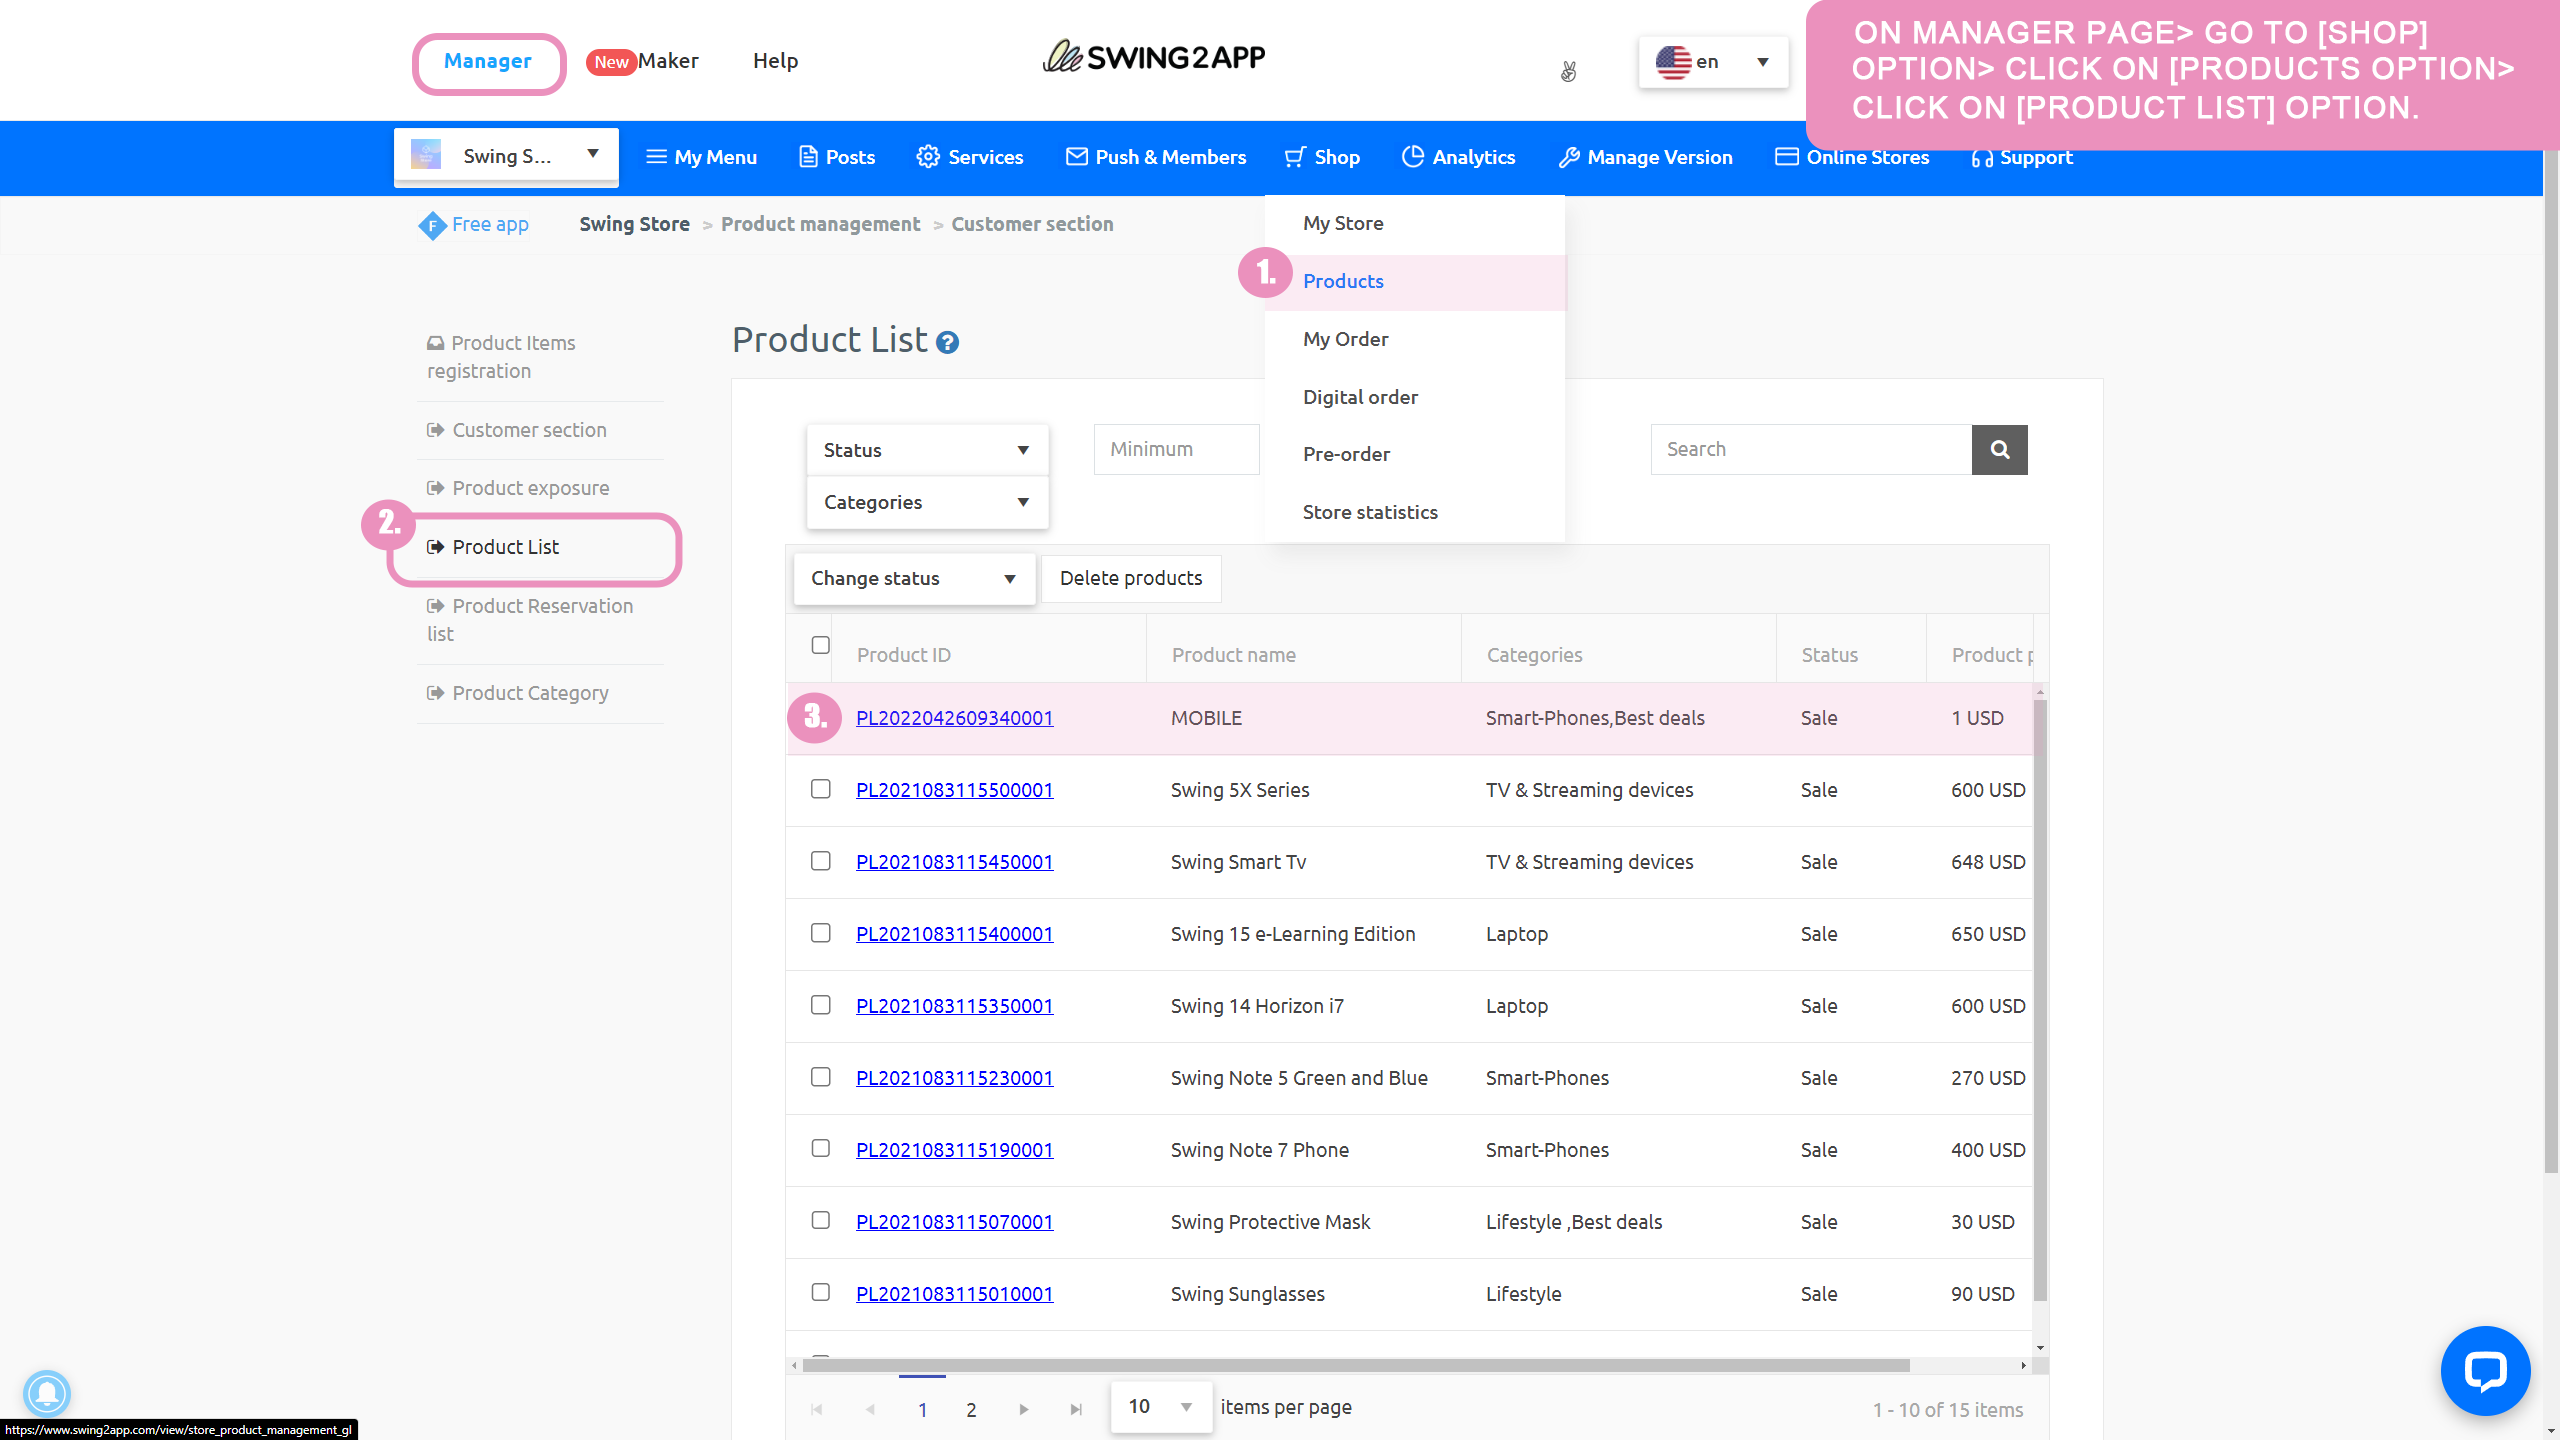 Manager
New
Maker
Help
SWING2APP
en
ON MANAGER PAGE> GO TO [SHOP]
OPTION> CLICK ON [PRODUCTS OPTION>
CLICK ON [PRODUCT LIST] OPTION.
Swing S...
My Menu
Posts
Services
Push & Members
Shop
Analytics
Manage Version
Online Stores
Support
F
Free app
Swing Store > Product management > Customer section
My Store
1.
Products
My Order
Digital order
Pre-order
Store statistics
Product Items
registration
Customer section
Product exposure
2.
Product List
Product Reservation
list
Product Category
Product List ?
Status
Minimum
Search
Categories
Change status
Delete products
Product ID Product name Categories Status Product p
3. PL2022042609340001 MOBILE Smart-Phones,Best deals Sale 1 USD
PL2021083115500001 Swing 5X Series TV & Streaming devices Sale 600 USD
PL2021083115450001 Swing Smart Tv TV & Streaming devices Sale 648 USD
PL2021083115400001 Swing 15 e-Learning Edition Laptop Sale 650 USD
PL2021083115350001 Swing 14 Horizon i7 Laptop Sale 600 USD
PL2021083115230001 Swing Note 5 Green and Blue Smart-Phones Sale 270 USD
PL2021083115190001 Swing Note 7 Phone Smart-Phones Sale 400 USD
PL2021083115070001 Swing Protective Mask Lifestyle ,Best deals Sale 30 USD
PL2021083115010001 Swing Sunglasses Lifestyle Sale 90 USD
1 2 10 items per page 1 - 10 of 15 items
https://www.swing2app.com/view/store_product_management_gl